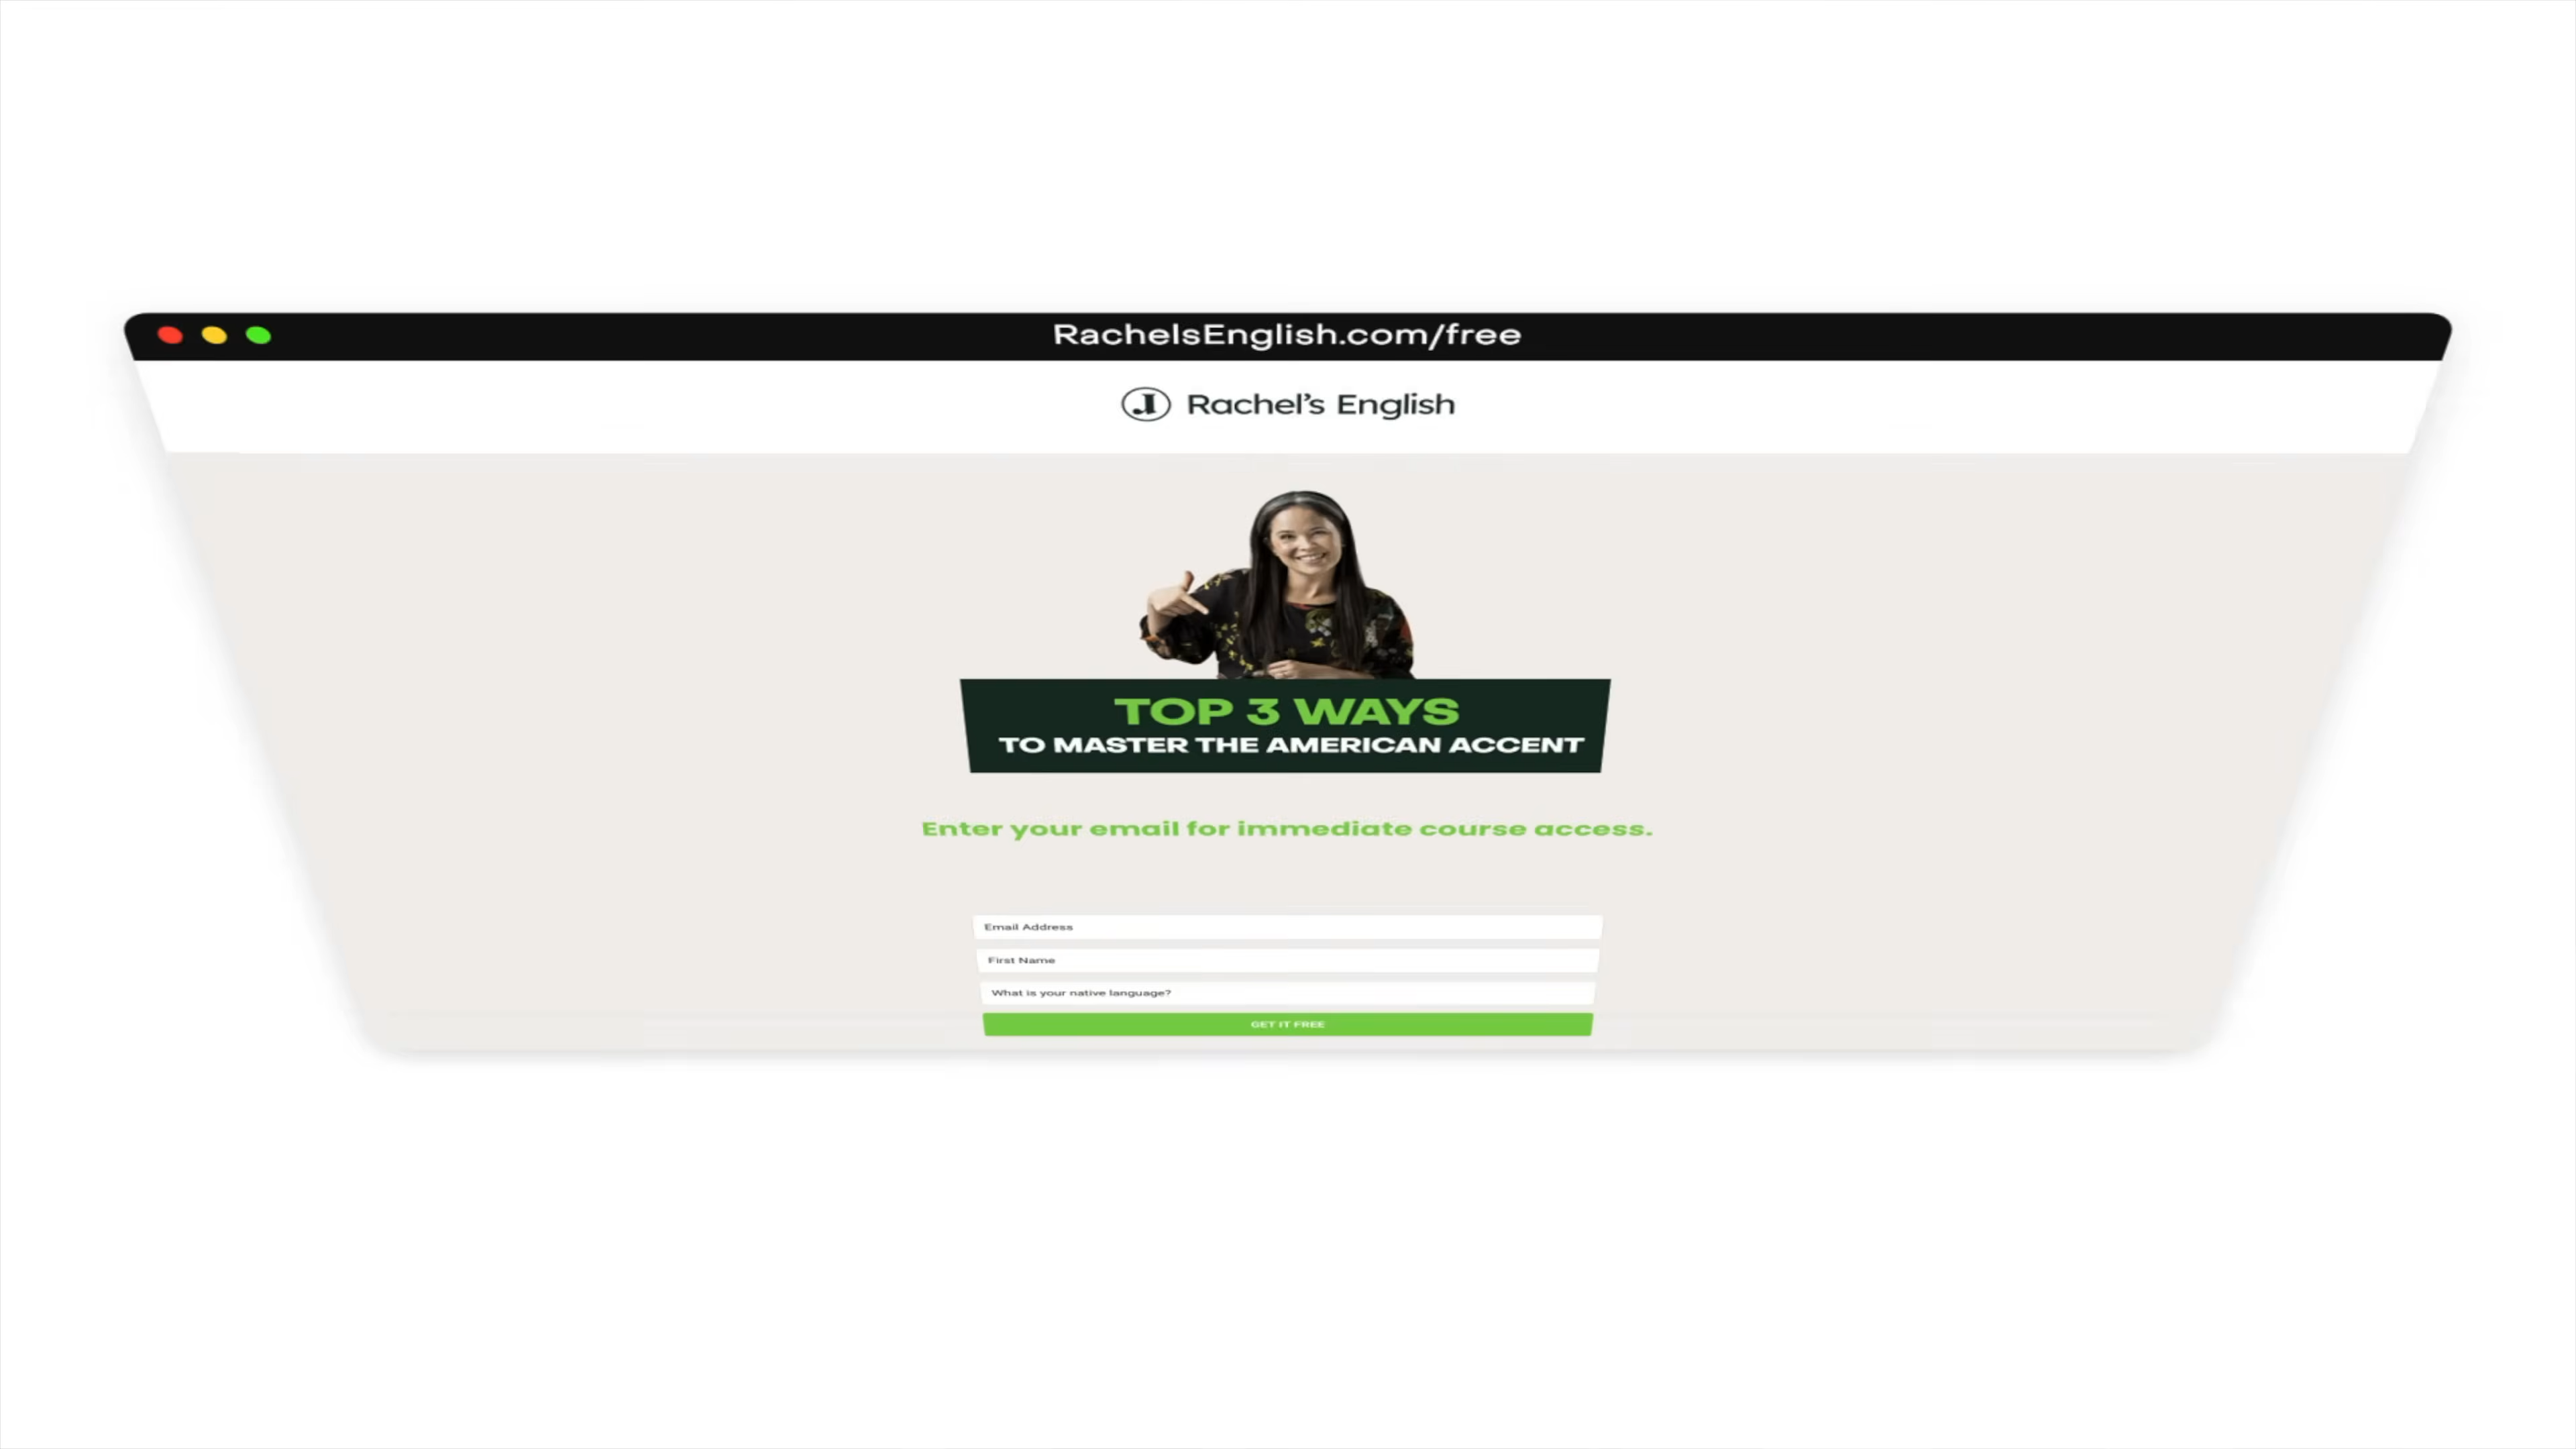 RachelsEnglish.com/free
Rachel's English
TOP 3 WAYS
TO MASTER THE AMERICAN ACCENT
Enter your email for immediate course access.
Email Address
First Name
What is your native language?
GET IT FREE